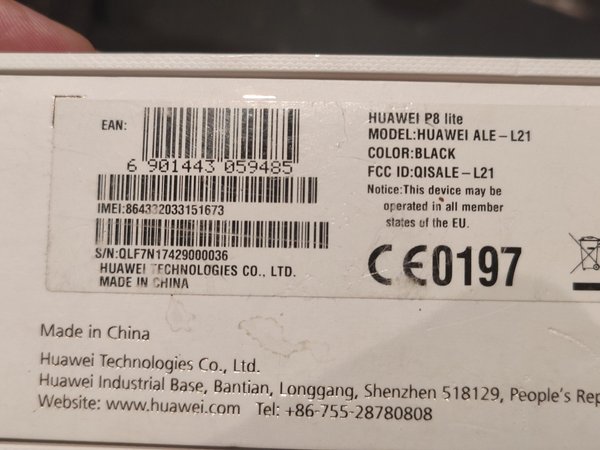 EAN:
6 901443 059485
IMEI:864332033151673
S/N:QLF7N17429000036
HUAWEI TECHNOLOGIES CO., LTD.
MADE IN CHINA
HUAWEI P8 lite
MODEL:HUAWEI ALE-L21
COLOR:BLACK
FCC ID:QISALE-L21
Notice:This device may be
operated in all member
states of the EU.
CE0197
Made in China
Huawei Technologies Co., Ltd.
Huawei Industrial Base, Bantian, Longgang, Shenzhen 518129, People's Rep
Website: www.huawei.com Tel: +86-755-28780808